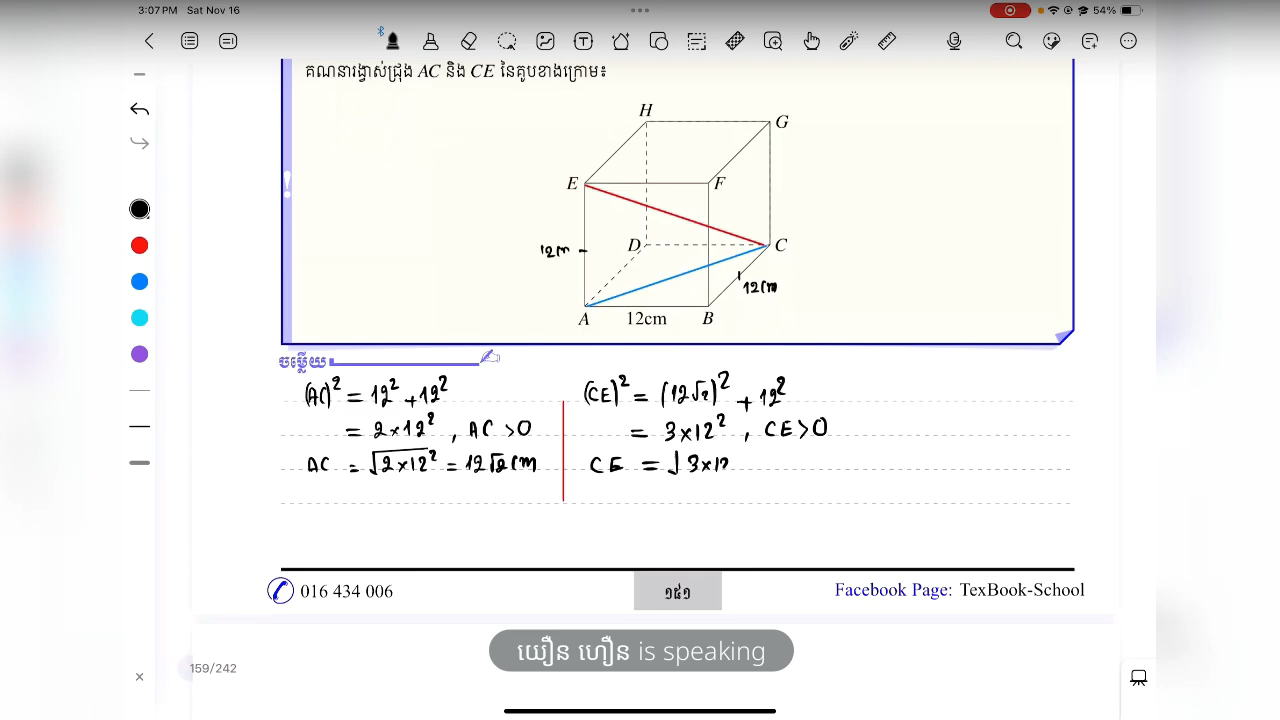 3:07PM Sat Nov 16
54%
គណនារង្វាស់ជ្រុង AC និង CE នៃគូបខាងក្រោម៖
H
G
E
F
12cm
D
C
12cm
A 12cm B
ចម្លើយ
(AC)² = 12² + 12²
= 2×12² , AC >0
AC = √2×12² = 12√2 cm
(CE)² = (12√2)² + 12²
= 3×12² , CE>0
CE = √3×12
016 434 006
១៥១
Facebook Page: TexBook-School
យឿន ហឿន is speaking
159/242